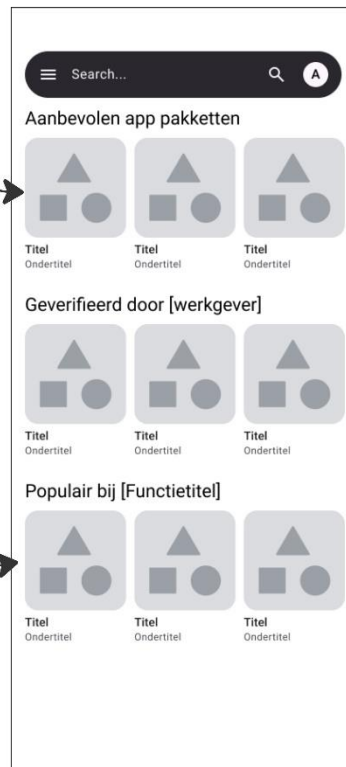 Search...
A
Aanbevolen app pakketten
Titel Titel Titel
Ondertitel Ondertitel Ondertitel
Geverifieerd door [werkgever]
Titel Titel Titel
Ondertitel Ondertitel Ondertitel
Populair bij [Functietitel]
Titel Titel Titel
Ondertitel Ondertitel Ondertitel